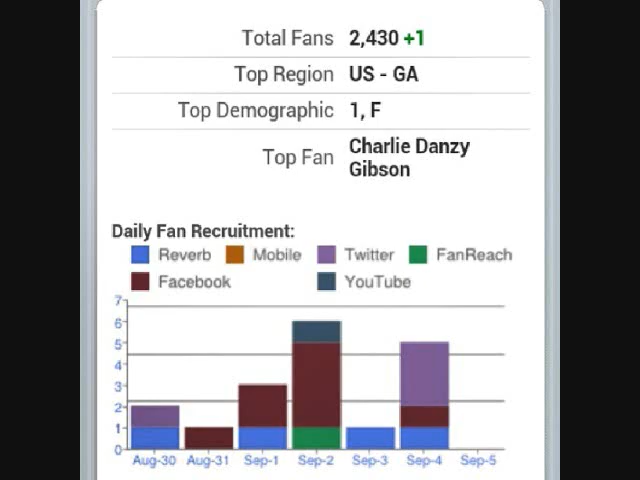 Total Fans 2,430 +1
Top Region US - GA
Top Demographic 1, F
Top Fan Charlie Danzy
Gibson
Daily Fan Recruitment:
Reverb Mobile Twitter FanReach
Facebook YouTube
7
6
5
4
3
2
1
0
Aug-30 Aug-31 Sep-1 Sep-2 Sep-3 Sep-4 Sep-5